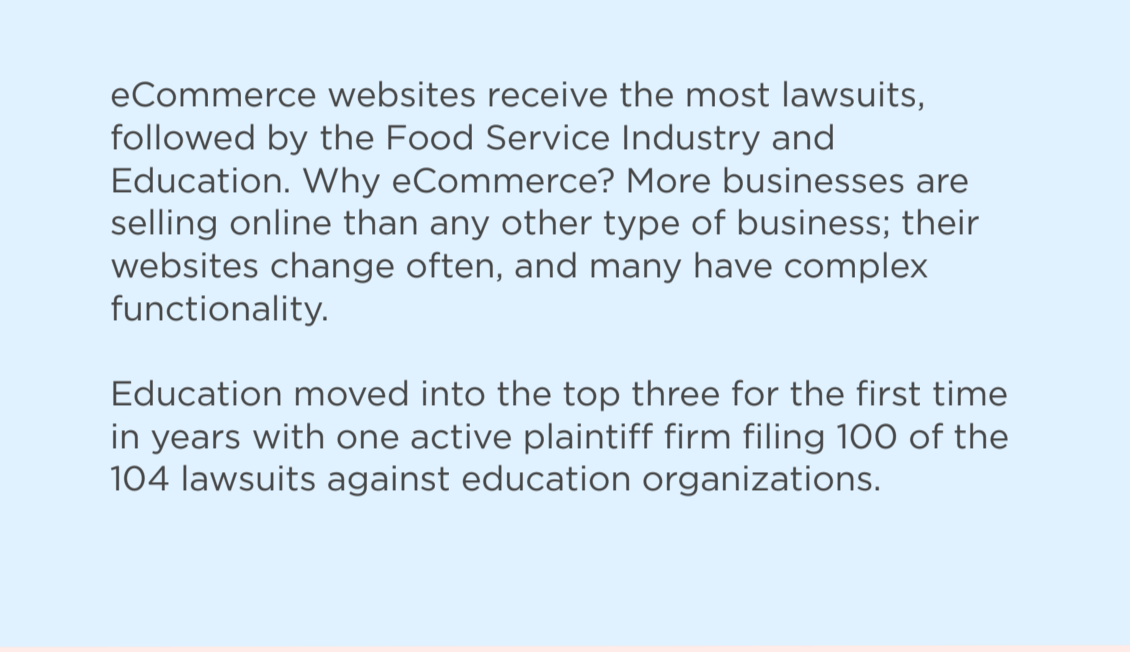 eCommerce websites receive the most lawsuits,
followed by the Food Service Industry and
Education. Why eCommerce? More businesses are
selling online than any other type of business; their
websites change often, and many have complex
functionality.
Education moved into the top three for the first time
in years with one active plaintiff firm filing 100 of the
104 lawsuits against education organizations.